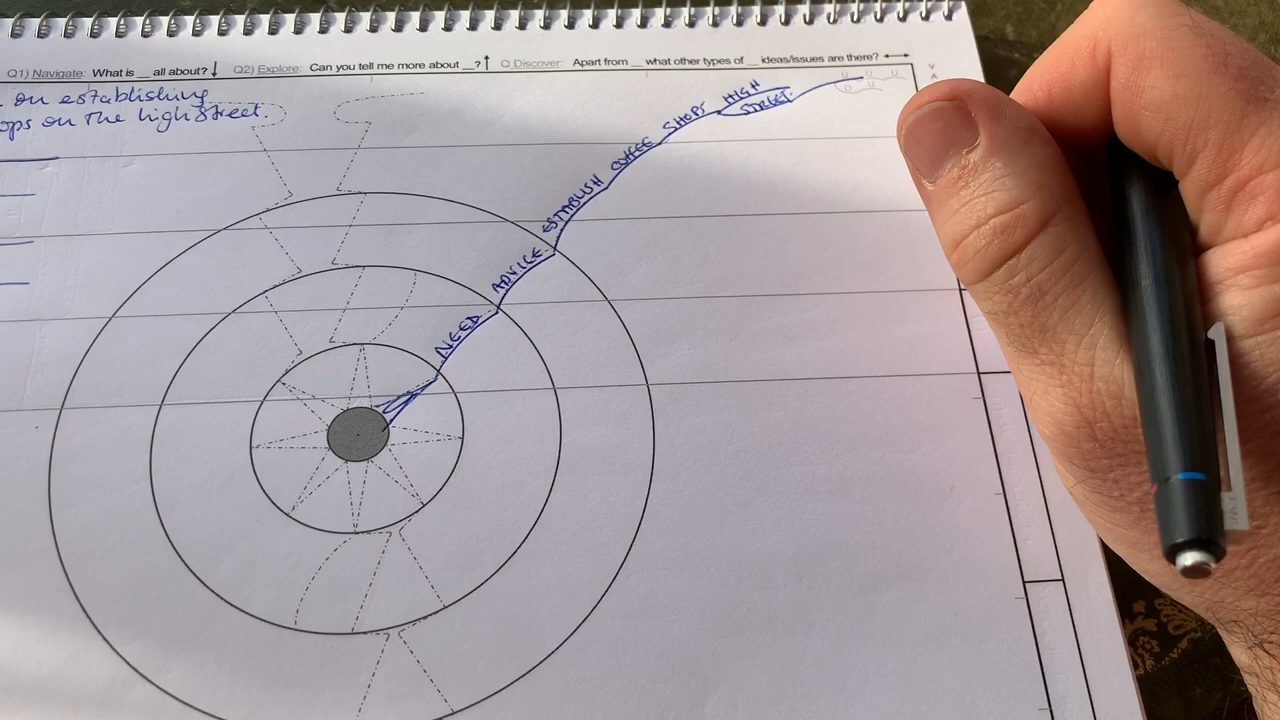 Q1) Navigate: What is __ all about? ↓ Q2) Explore: Can you tell me more about __? ↑ Q Discover: Apart from __ what other types of __ ideas/issues are there? ↔
on establishing
ops on the high street.
NEED ADVICE ESTABLISH COFFEE SHOPS HIGH
STREET
V
A
U U U
D U